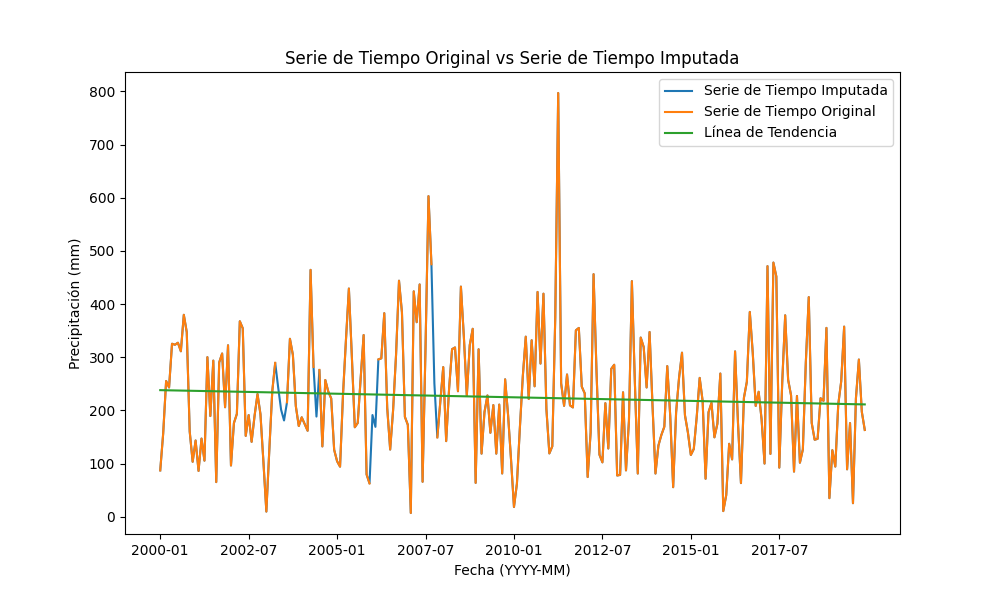 Serie de Tiempo Original vs Serie de Tiempo Imputada
Serie de Tiempo Imputada
Serie de Tiempo Original
Línea de Tendencia
Precipitación (mm)
800
700
600
500
400
300
200
100
0
2000-01 2002-07 2005-01 2007-07 2010-01 2012-07 2015-01 2017-07
Fecha (YYYY-MM)